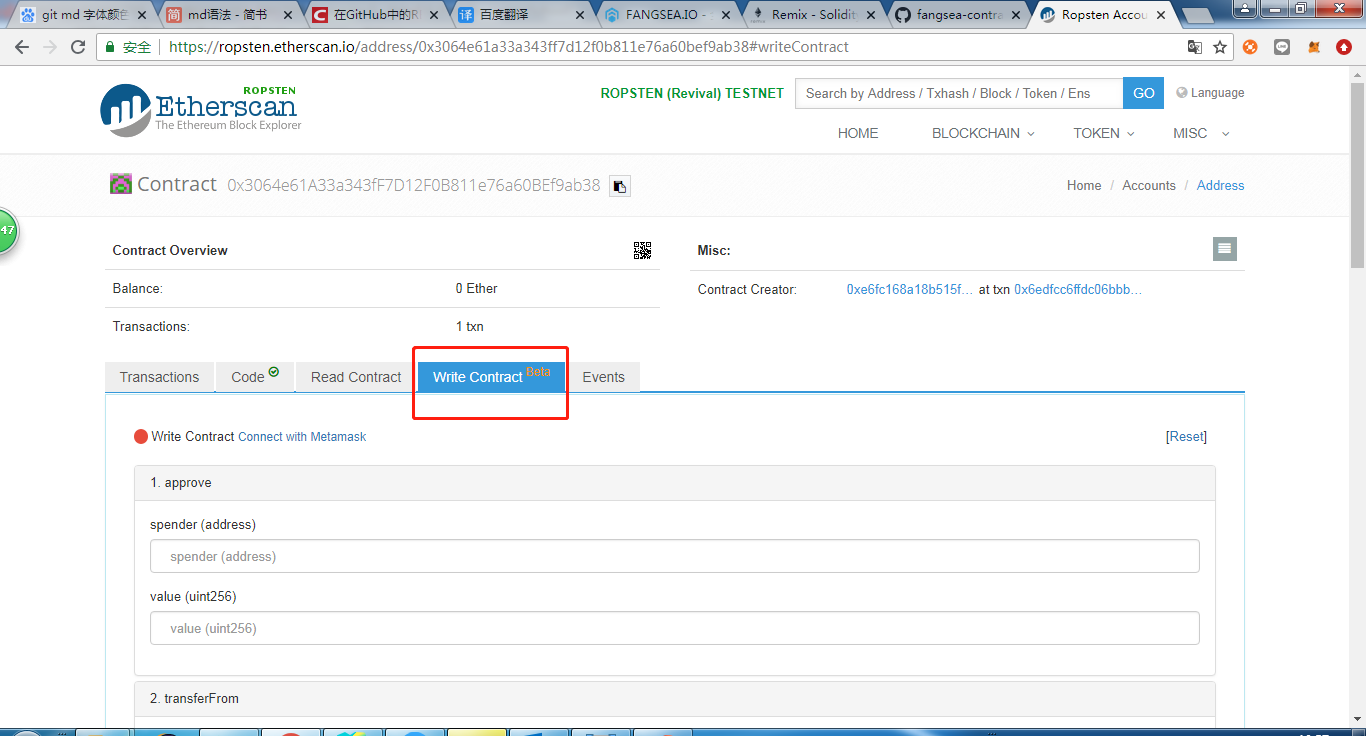 git md 字体颜色
md语法 - 简书
在GitHub中的R
百度翻译
FANGSEA.IO -
Remix - Solidit
fangsea-contra
Ropsten Accou
安全 https://ropsten.etherscan.io/address/0x3064e61a33a343ff7d12f0b811e76a60bef9ab38#writeContract
ROPSTEN
Etherscan
The Ethereum Block Explorer
ROPSTEN (Revival) TESTNET
Search by Address / Txhash / Block / Token / Ens
GO
Language
HOME
BLOCKCHAIN
TOKEN
MISC
Contract 0x3064e61A33a343fF7D12F0B811e76a60BEf9ab38
Home / Accounts / Address
47
Contract Overview
Misc:
Balance: 0 Ether
Contract Creator: 0xe6fc168a18b515f... at txn 0x6edfcc6ffdc06bbb...
Transactions: 1 txn
Transactions
Code
Read Contract
Write Contract Beta
Events
Write Contract Connect with Metamask
[Reset]
1. approve
spender (address)
spender (address)
value (uint256)
value (uint256)
2. transferFrom